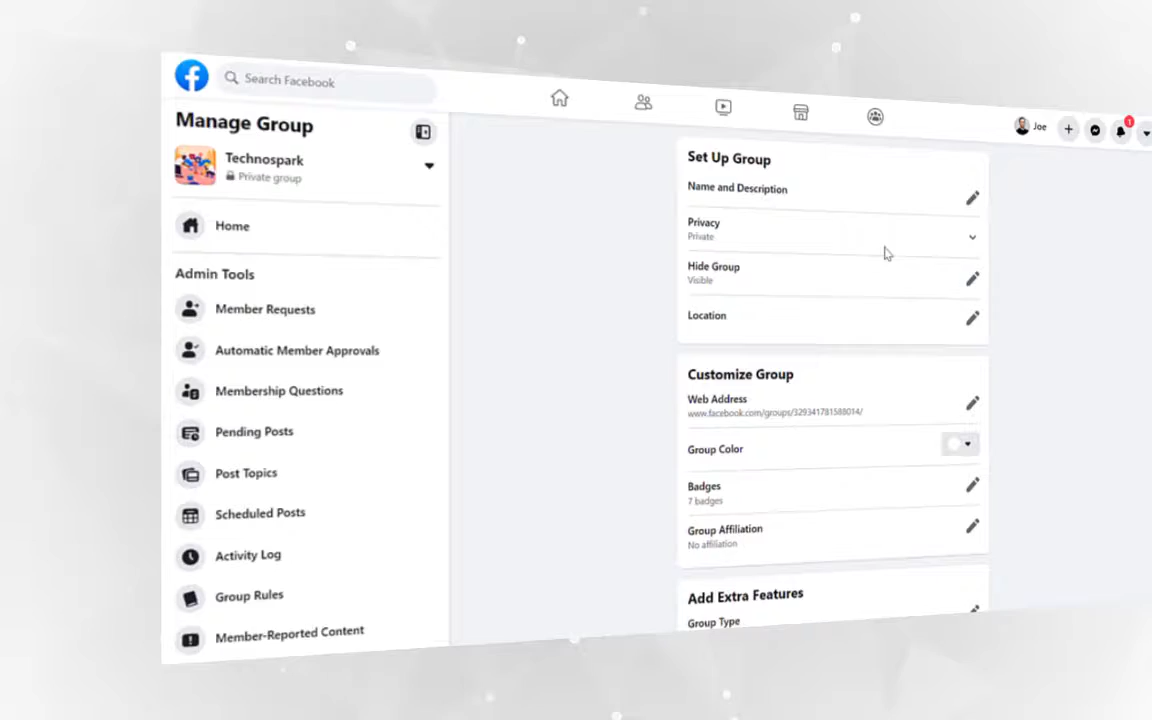 Search Facebook
Joe
1
Manage Group
Technospark
Private group
Home
Admin Tools
Member Requests
Automatic Member Approvals
Membership Questions
Pending Posts
Post Topics
Scheduled Posts
Activity Log
Group Rules
Member-Reported Content
Set Up Group
Name and Description
Privacy
Private
Hide Group
Visible
Location
Customize Group
Web Address
www.facebook.com/groups/329341781588014/
Group Color
Badges
7 badges
Group Affiliation
No affiliation
Add Extra Features
Group Type